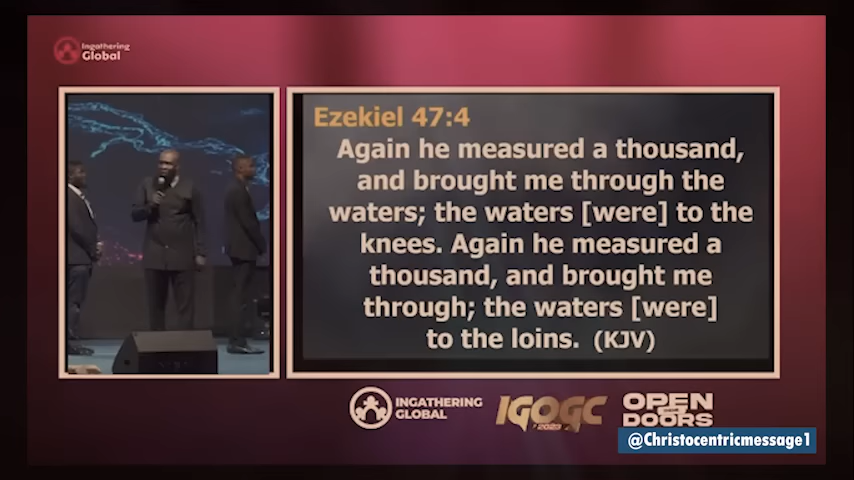 Ingathering
Global
Ezekiel 47:4
Again he measured a thousand,
and brought me through the
waters; the waters [were] to the
knees. Again he measured a
thousand, and brought me
through; the waters [were]
to the loins. (KJV)
INGATHERING
GLOBAL
IGOGC
2023
OPEN
DOORS
@Christocentricmessage1